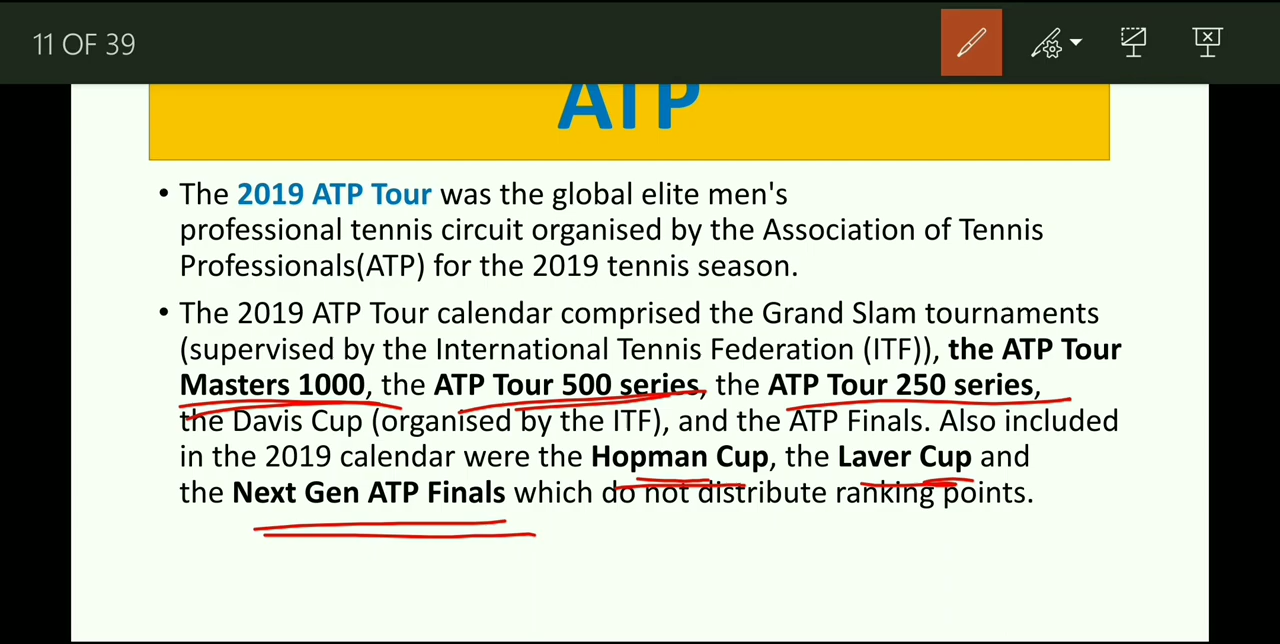 11 OF 39
ATP
• The 2019 ATP Tour was the global elite men's
professional tennis circuit organised by the Association of Tennis
Professionals(ATP) for the 2019 tennis season.
• The 2019 ATP Tour calendar comprised the Grand Slam tournaments
(supervised by the International Tennis Federation (ITF)), the ATP Tour
Masters 1000, the ATP Tour 500 series, the ATP Tour 250 series,
the Davis Cup (organised by the ITF), and the ATP Finals. Also included
in the 2019 calendar were the Hopman Cup, the Laver Cup and
the Next Gen ATP Finals which do not distribute ranking points.